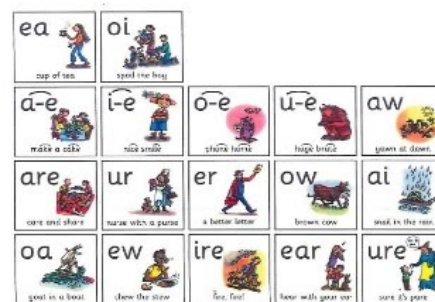 ea
cup of tea
oi
spoil the boy
a-e
make a cake
i-e
nice smile
o-e
phone home
u-e
huge brute
aw
yawn at dawn
are
care and share
ur
nurse with a purse
er
a better letter
ow
brown cow
ai
snail in the rain
oa
goat in a boat
ew
chew the stew
ire
fire, fire!
ear
hear with your ear
ure
sure it's pure